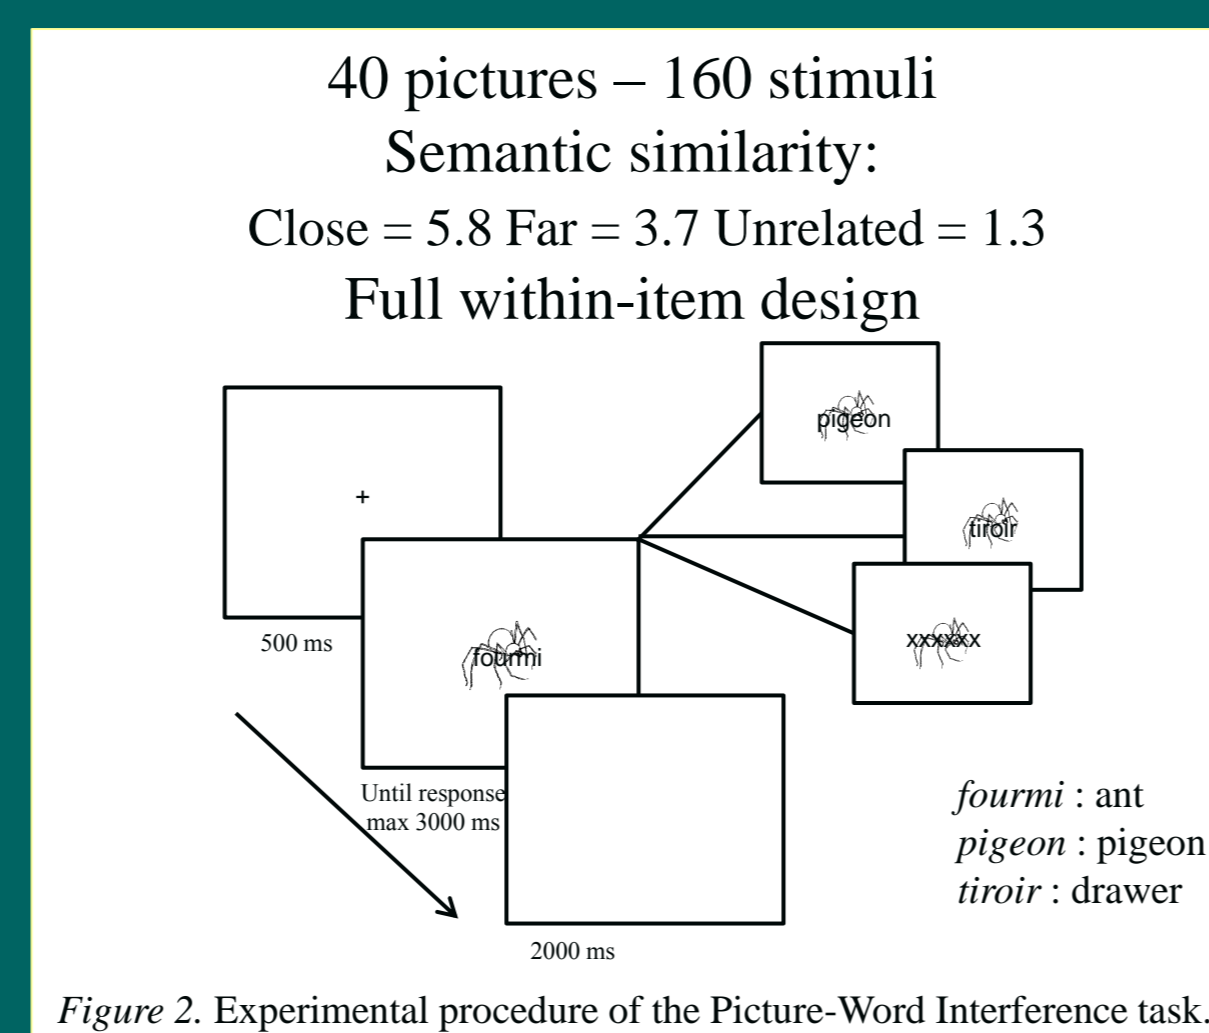 40 pictures – 160 stimuli
Semantic similarity:
Close = 5.8 Far = 3.7 Unrelated = 1.3
Full within-item design
pigeon
+
tiroir
xxxxxx
500 ms
fourmi
Until response
max 3000 ms
fourmi : ant
pigeon : pigeon
tiroir : drawer
2000 ms
Figure 2. Experimental procedure of the Picture-Word Interference task.